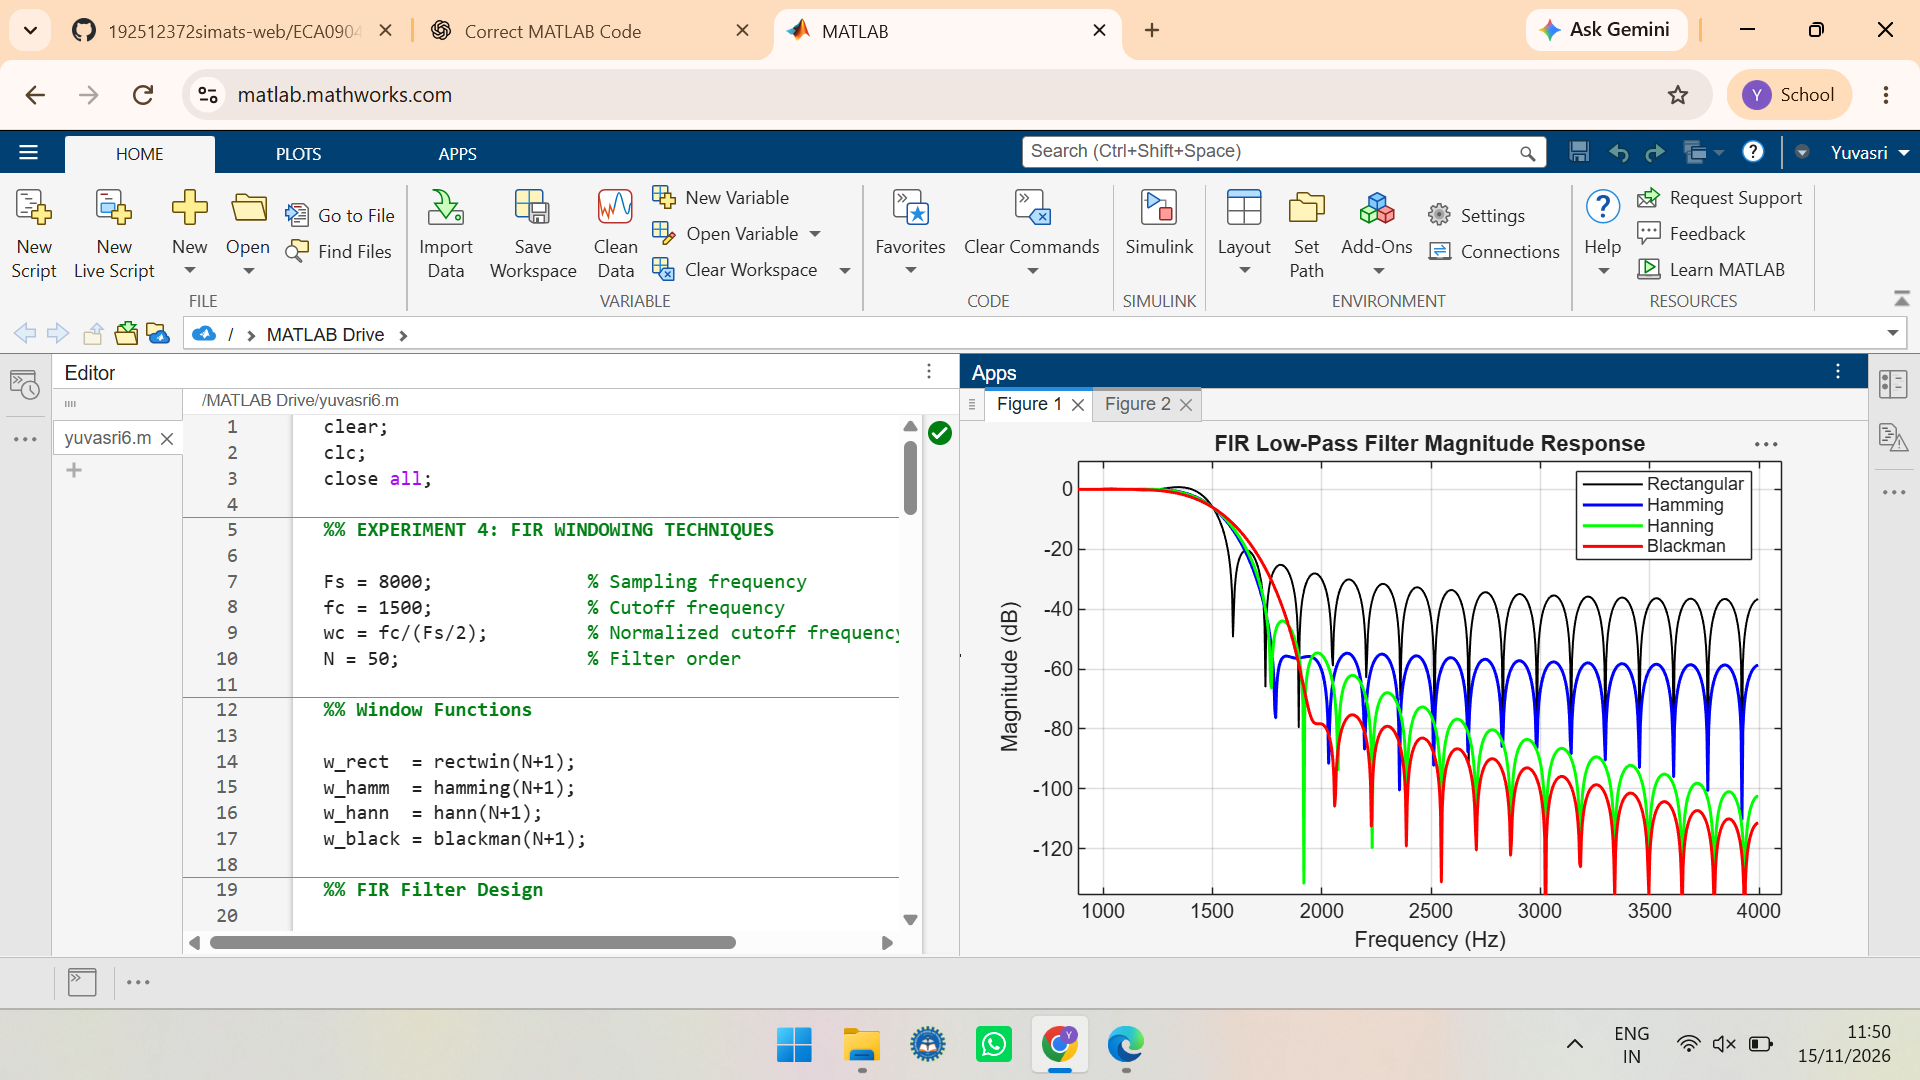 192512372simats-web/ECA0904
Correct MATLAB Code
MATLAB
Ask Gemini
matlab.mathworks.com
Y School
HOME
PLOTS
APPS
Search (Ctrl+Shift+Space)
Yuvasri
New Script
New Live Script
New
Open
Go to File
Find Files
FILE
Import Data
Save Workspace
Clean Data
New Variable
Open Variable
Clear Workspace
VARIABLE
Favorites
Clear Commands
CODE
Simulink
SIMULINK
Layout
Set Path
Add-Ons
Settings
Connections
ENVIRONMENT
Help
Request Support
Feedback
Learn MATLAB
RESOURCES
/ > MATLAB Drive >
Editor
/MATLAB Drive/yuvasri6.m
yuvasri6.m
1 clear;
2 clc;
3 close all;
4
5 %% EXPERIMENT 4: FIR WINDOWING TECHNIQUES
6
7 Fs = 8000; % Sampling frequency
8 fc = 1500; % Cutoff frequency
9 wc = fc/(Fs/2); % Normalized cutoff frequency
10 N = 50; % Filter order
11
12 %% Window Functions
13
14 w_rect = rectwin(N+1);
15 w_hamm = hamming(N+1);
16 w_hann = hann(N+1);
17 w_black = blackman(N+1);
18
19 %% FIR Filter Design
20
Apps
Figure 1
Figure 2
FIR Low-Pass Filter Magnitude Response
Rectangular
Hamming
Hanning
Blackman
Magnitude (dB)
0
-20
-40
-60
-80
-100
-120
1000 1500 2000 2500 3000 3500 4000
Frequency (Hz)
ENG
IN
11:50
15/11/2026